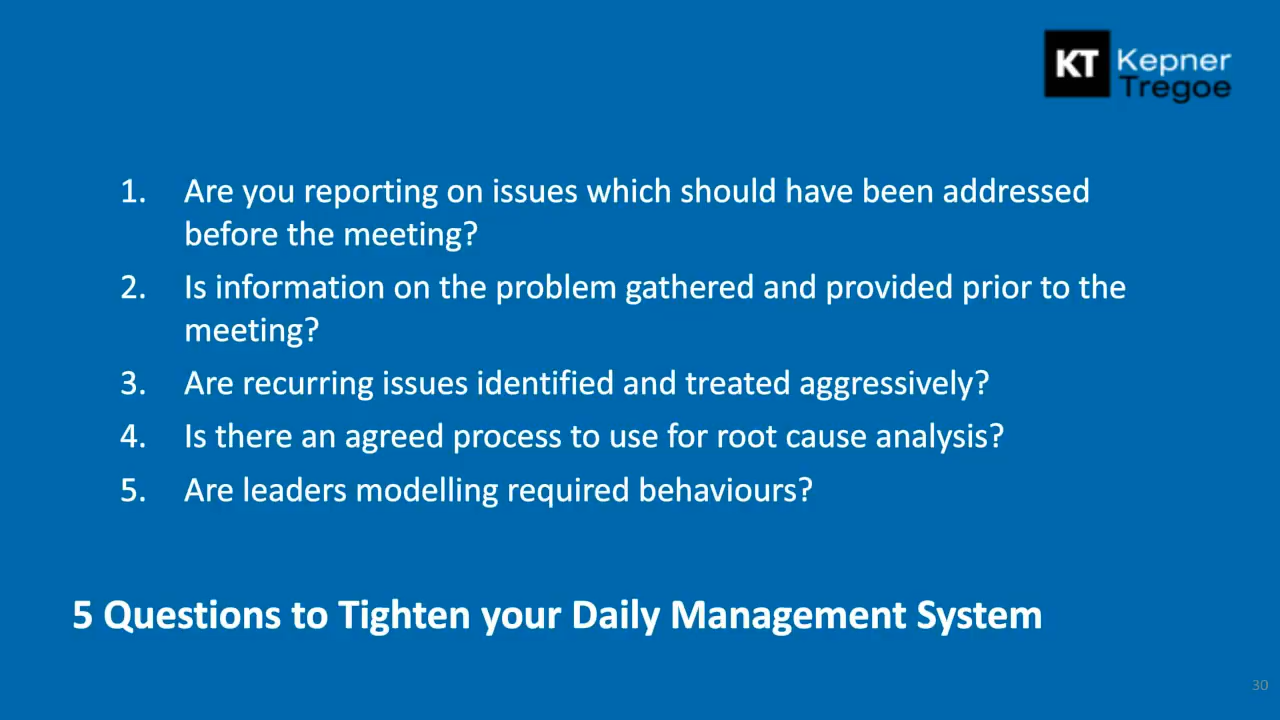 KT Kepner
Tregoe
1. Are you reporting on issues which should have been addressed
before the meeting?
2. Is information on the problem gathered and provided prior to the
meeting?
3. Are recurring issues identified and treated aggressively?
4. Is there an agreed process to use for root cause analysis?
5. Are leaders modelling required behaviours?
5 Questions to Tighten your Daily Management System
30